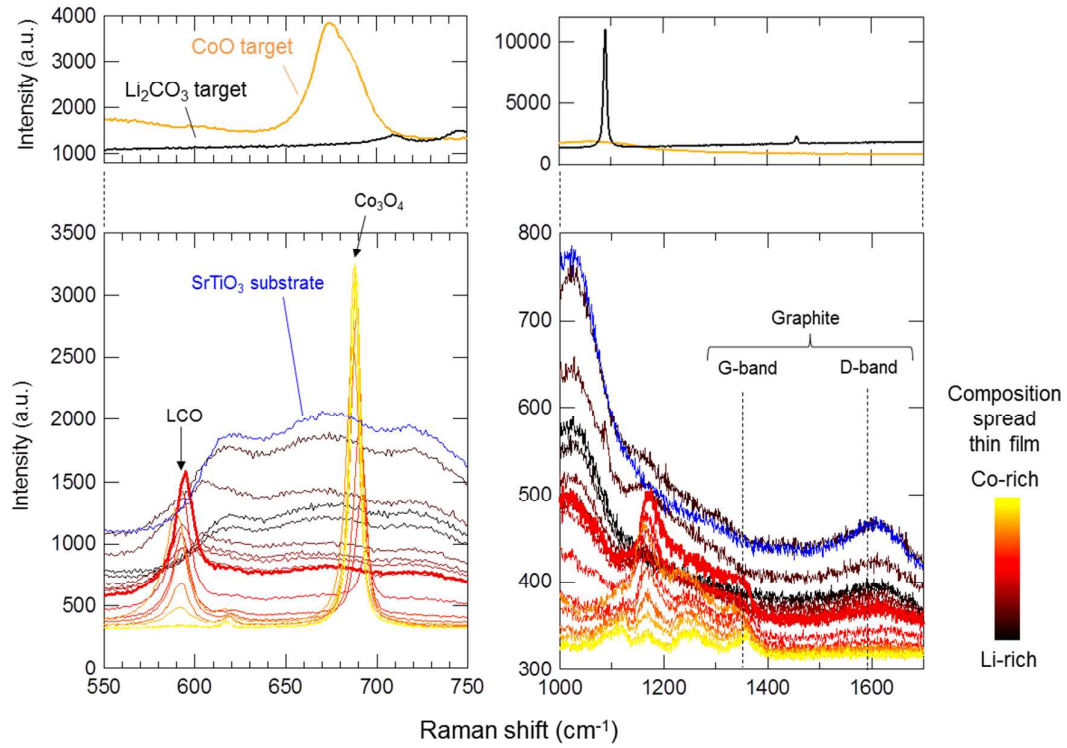 4000
3000
2000
1000
Intensity (a.u.)
CoO target
Li₂CO₃ target
10000
5000
0
Co₃O₄
3500
3000
2500
2000
1500
1000
500
0
Intensity (a.u.)
SrTiO₃ substrate
LCO
550
600
650
700
750
800
700
600
500
400
300
Graphite
G-band
D-band
1000
1200
1400
1600
Raman shift (cm⁻¹)
Composition
spread
thin film
Co-rich
Li-rich